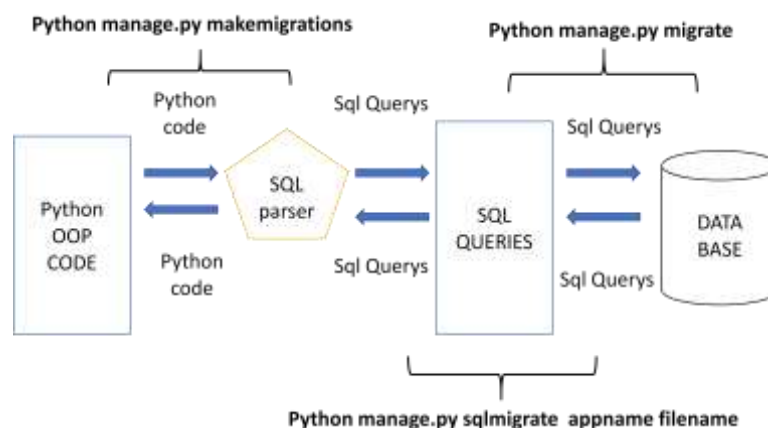 Python manage.py makemigrations
Python manage.py migrate
Python
code
Sql Querys
Sql Querys
Python
OOP
CODE
SQL
parser
SQL
QUERIES
DATA
BASE
Python
code
Sql Querys
Sql Querys
Python manage.py sqlmigrate appname filename